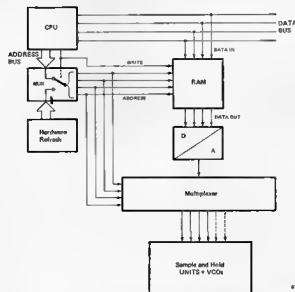 CPU
DATA
BUS
ADDRESS
BUS
DATA IN
WRITE
MUX
RAM
ADDRESS
Hardware
Refresh
DATA OUT
D
A
Multiplexer
Sample and Hold
UNITS + VCOs